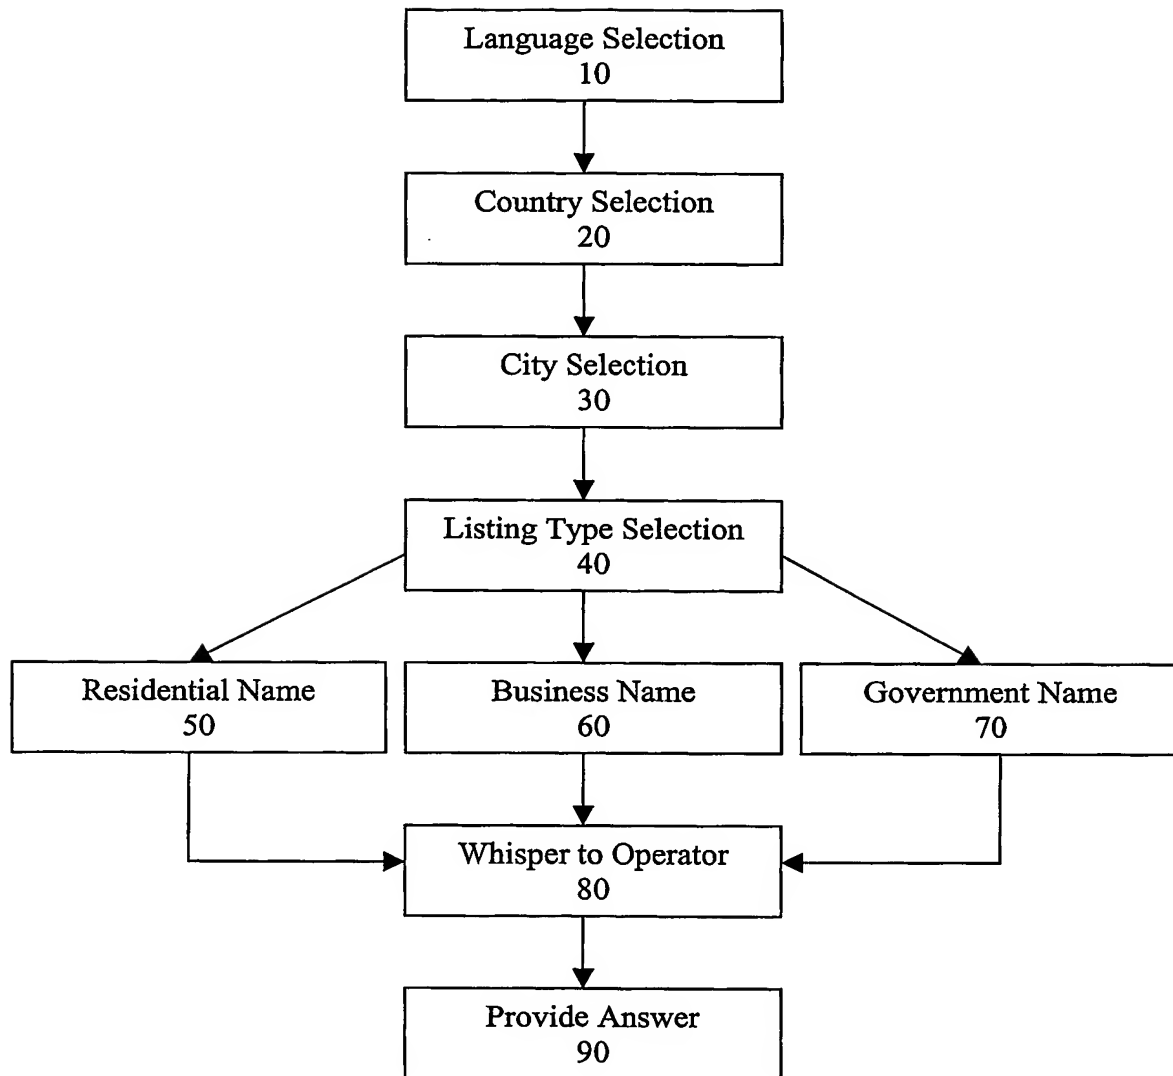 Language Selection
10
Country Selection
20
City Selection
30
Listing Type Selection
40
Residential Name
50
Business Name
60
Government Name
70
Whisper to Operator
80
Provide Answer
90